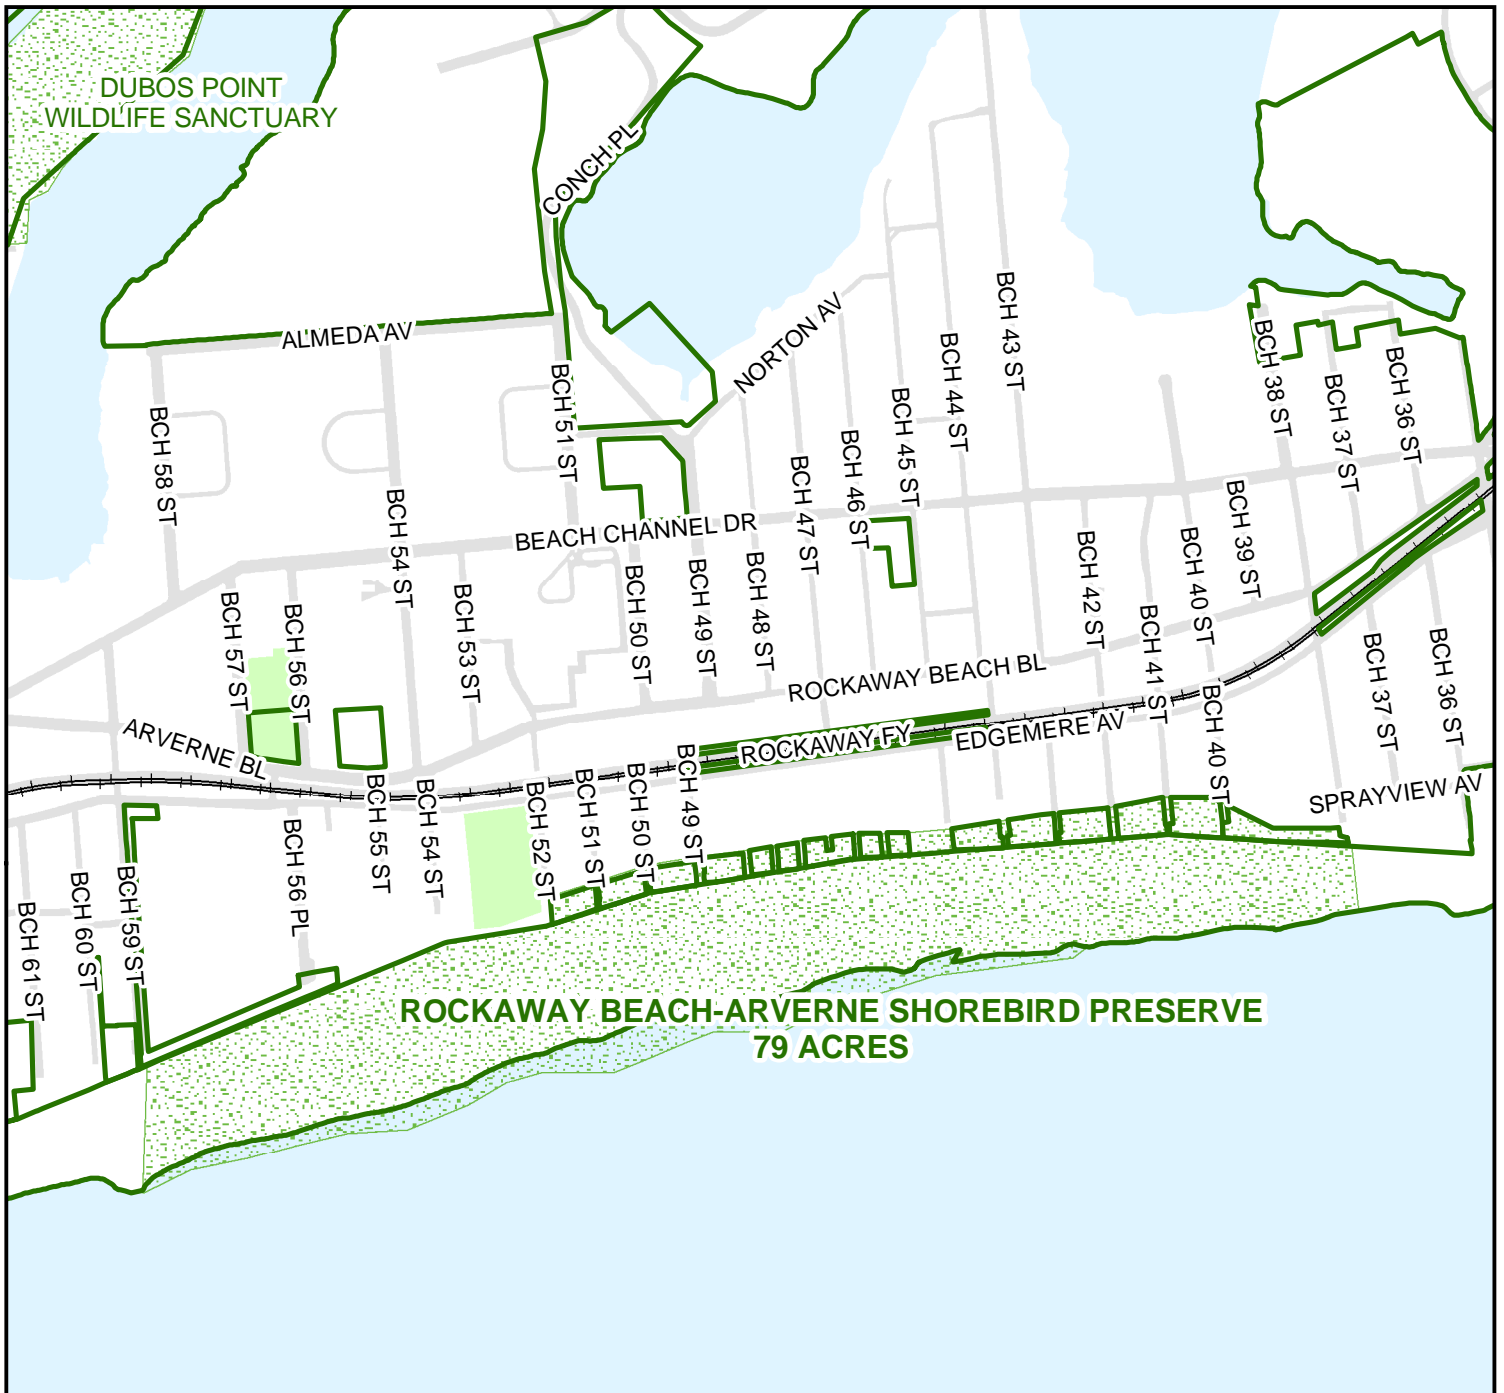 DUBOS POINT
WILDLIFE SANCTUARY
CONCH PL
ALMEDA AV
NORTON AV
BCH 43 ST
BCH 44 ST
BCH 38 ST
BCH 37 ST
BCH 36 ST
BCH 58 ST
BCH 51 ST
BCH 45 ST
BCH 46 ST
BCH 47 ST
BCH 54 ST
BEACH CHANNEL DR
BCH 39 ST
BCH 40 ST
BCH 42 ST
BCH 41 ST
BCH 48 ST
BCH 49 ST
BCH 50 ST
BCH 53 ST
BCH 57 ST
BCH 56 ST
BCH 37 ST
BCH 36 ST
ROCKAWAY BEACH BL
ARVERNE BL
ROCKAWAY FY
EDGEMERE AV
BCH 40 ST
SPRAYVIEW AV
BCH 49 ST
BCH 50 ST
BCH 51 ST
BCH 52 ST
BCH 54 ST
BCH 55 ST
BCH 56 PL
BCH 59 ST
BCH 60 ST
BCH 61 ST
ROCKAWAY BEACH-ARVERNE SHOREBIRD PRESERVE
79 ACRES